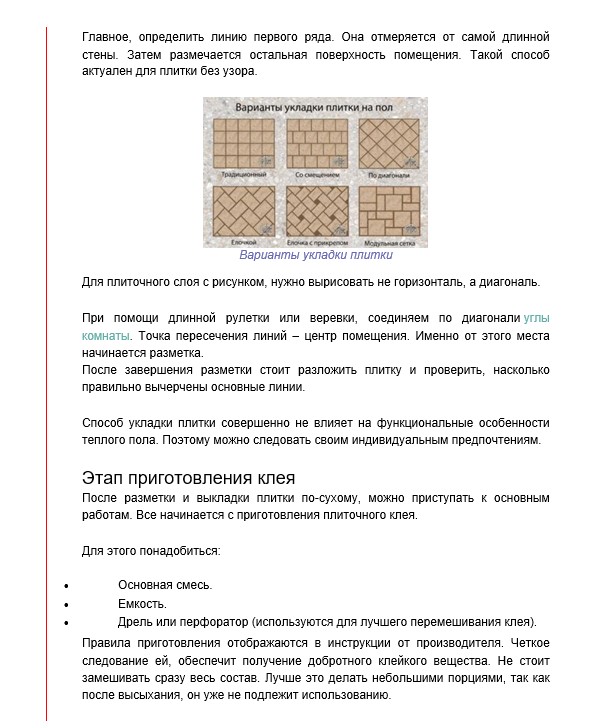 Главное, определить линию первого ряда. Она отмеряется от самой длинной
стены. Затем размечается остальная поверхность помещения. Такой способ
актуален для плитки без узора.
Варианты укладки плитки на пол
Традиционный
Со смещением
По диагонали
Елочкой
Елочка с прикрепом
Модульная сетка
Варианты укладки плитки
Для плиточного слоя с рисунком, нужно вырисовать не горизонталь, а диагональ.
При помощи длинной рулетки или веревки, соединяем по диагонали углы
комнаты. Точка пересечения линий – центр помещения. Именно от этого места
начинается разметка.
После завершения разметки стоит разложить плитку и проверить, насколько
правильно вычерчены основные линии.
Способ укладки плитки совершенно не влияет на функциональные особенности
теплого пола. Поэтому можно следовать своим индивидуальным предпочтениям.
Этап приготовления клея
После разметки и выкладки плитки по-сухому, можно приступать к основным
работам. Все начинается с приготовления плиточного клея.
Для этого понадобиться:
• Основная смесь.
• Емкость.
• Дрель или перфоратор (используются для лучшего перемешивания клея).
Правила приготовления отображаются в инструкции от производителя. Четкое
следование ей, обеспечит получение добротного клейкого вещества. Не стоит
замешивать сразу весь состав. Лучше это делать небольшими порциями, так как
после высыхания, он уже не подлежит использованию.